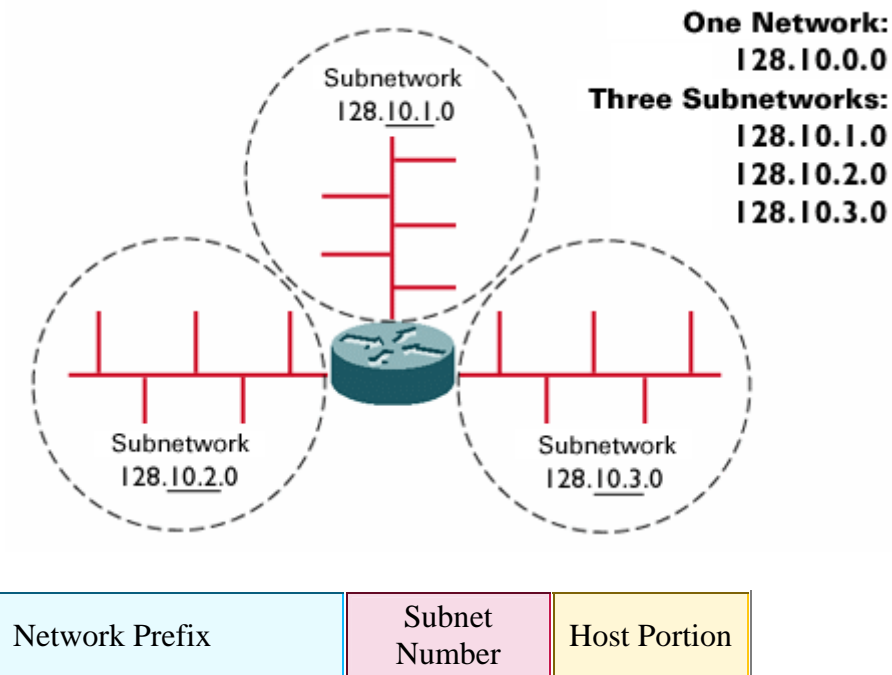 One Network:
128.10.0.0
Three Subnetworks:
128.10.1.0
128.10.2.0
128.10.3.0
Subnetwork
128.10.1.0
Subnetwork
128.10.2.0
Subnetwork
128.10.3.0
Network Prefix
Subnet
Number
Host Portion